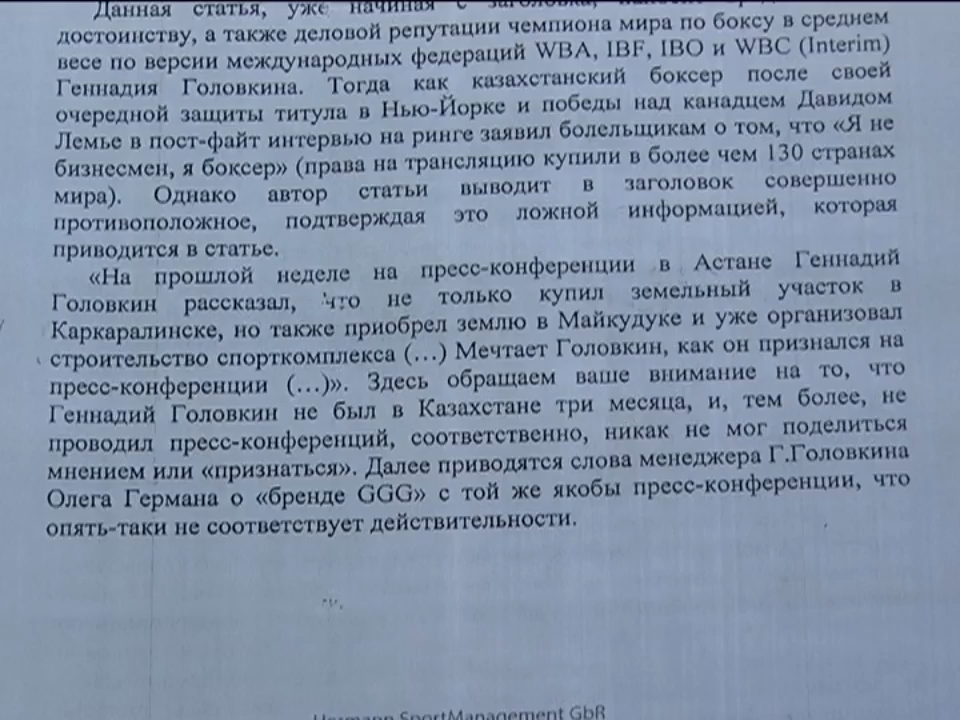 Данная статья, уже начиная с заголовка,
достоинству, а также деловой репутации чемпиона мира по боксу в среднем
весе по версии международных федераций WBA, IBF, IBO и WBC (Interim)
Геннадия Головкина. Тогда как казахстанский боксер после своей
очередной защиты титула в Нью-Йорке и победы над канадцем Давидом
Лемье в пост-файт интервью на ринге заявил болельщикам о том, что «Я не
бизнесмен, я боксер» (права на трансляцию купили в более чем 130 странах
мира). Однако автор статьи выводит в заголовок совершенно
противоположное, подтверждая это ложной информацией, которая
приводится в статье.
«На прошлой неделе на пресс-конференции в Астане Геннадий
Головкин рассказал, что не только купил земельный участок в
Каркаралинске, но также приобрел землю в Майкудуке и уже организовал
строительство спорткомплекса (…) Мечтает Головкин, как он признался на
пресс-конференции (…)». Здесь обращаем ваше внимание на то, что
Геннадий Головкин не был в Казахстане три месяца, и, тем более, не
проводил пресс-конференций, соответственно, никак не мог поделиться
мнением или «признаться». Далее приводятся слова менеджера Г.Головкина
Олега Германа о «бренде GGG» с той же якобы пресс-конференции, что
опять-таки не соответствует действительности.
Hermann SportManagement GbR